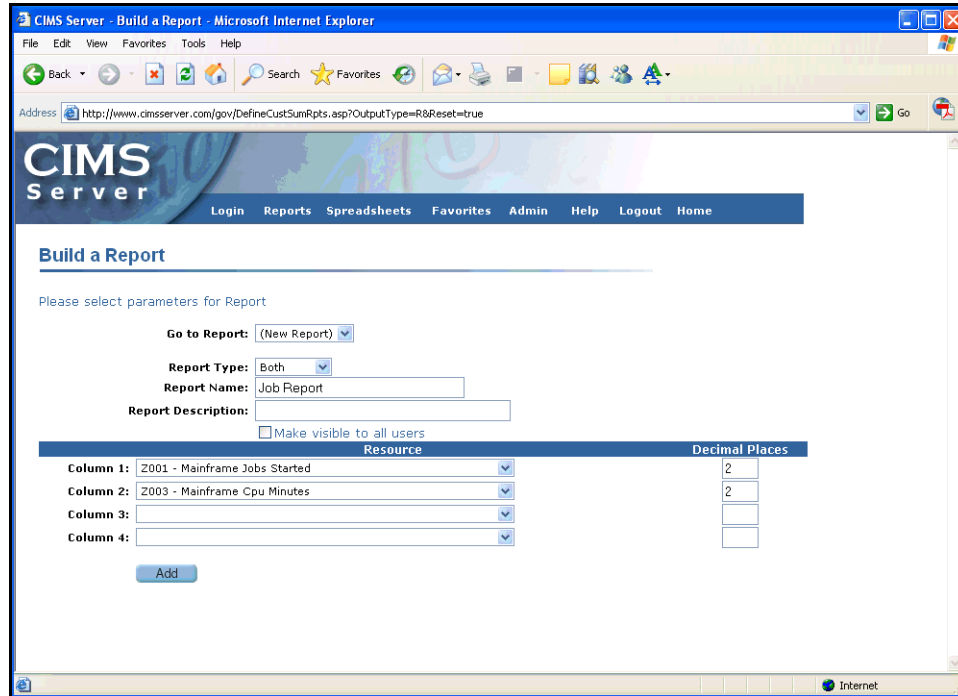 CIMS Server - Build a Report - Microsoft Internet Explorer
File Edit View Favorites Tools Help
Back Search Favorites
Address http://www.cimsserver.com/gov/DefineCustSumRpts.asp?OutputType=R&Reset=true Go
CIMS
Server
Login Reports Spreadsheets Favorites Admin Help Logout Home
Build a Report
Please select parameters for Report
Go to Report: (New Report)
Report Type: Both
Report Name: Job Report
Report Description:
Make visible to all users
Resource Decimal Places
Column 1: Z001 - Mainframe Jobs Started 2
Column 2: Z003 - Mainframe Cpu Minutes 2
Column 3:
Column 4:
Add
Internet